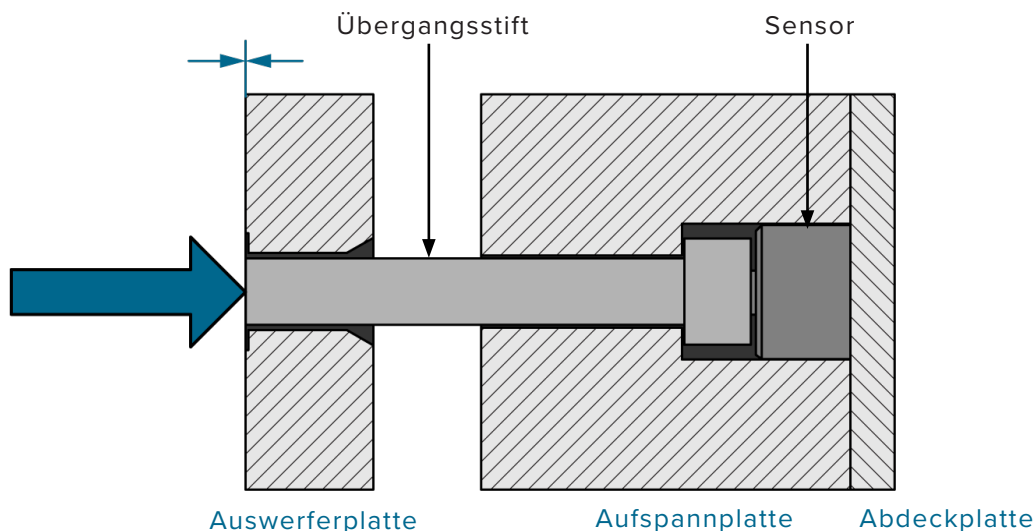 Übergangsstift
Sensor
Auswerferplatte
Aufspannplatte
Abdeckplatte